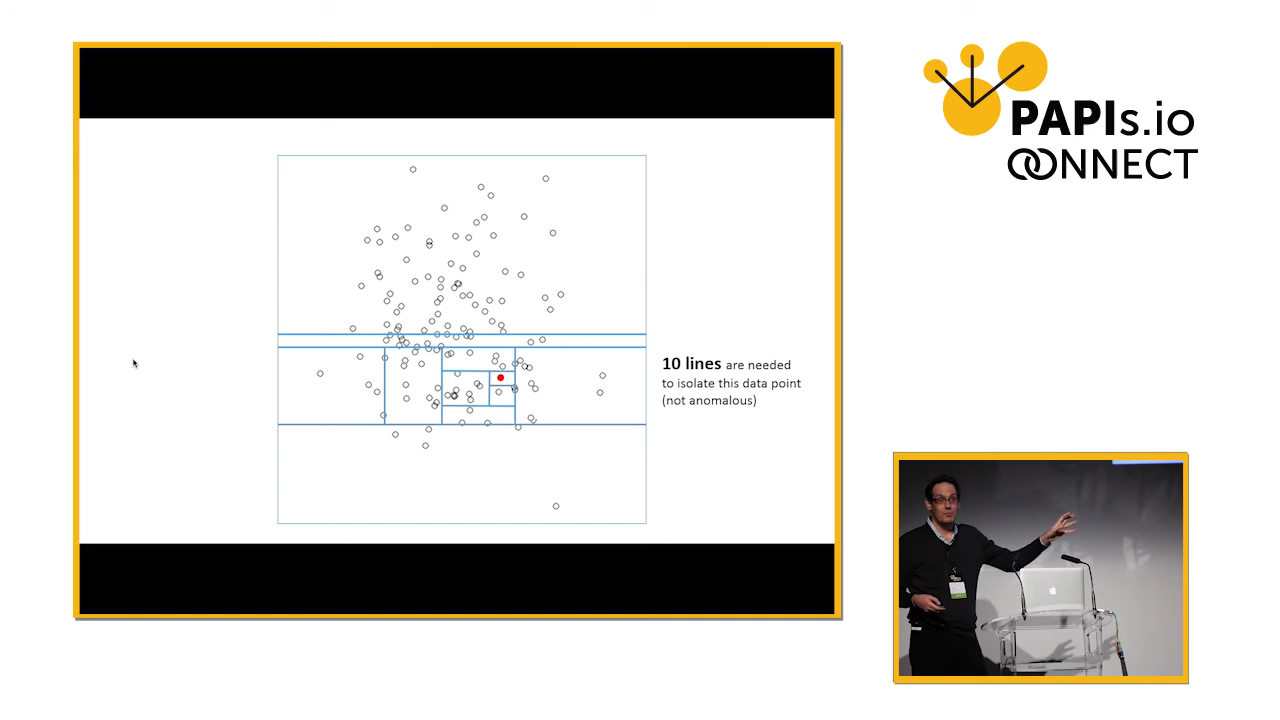 PAPIs.io
CONNECT
10 lines are needed
to isolate this data point
(not anomalous)